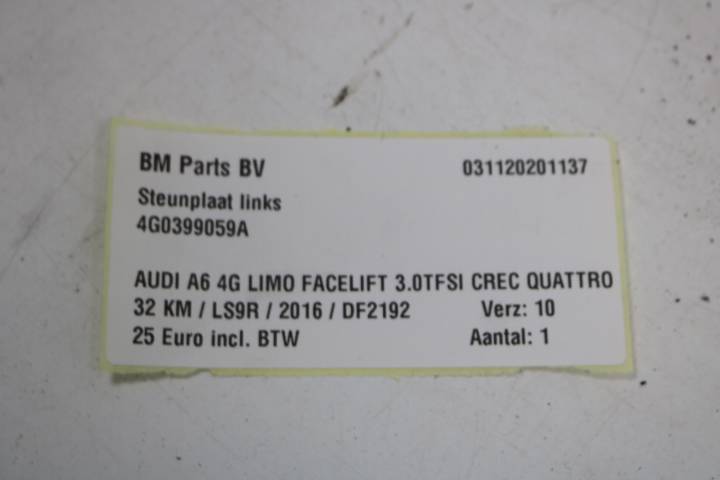 BM Parts BV 031120201137
Steunplaat links
4G0399059A
AUDI A6 4G LIMO FACELIFT 3.0TFSI CREC QUATTRO
32 KM / LS9R / 2016 / DF2192 Verz: 10
25 Euro incl. BTW Aantal: 1